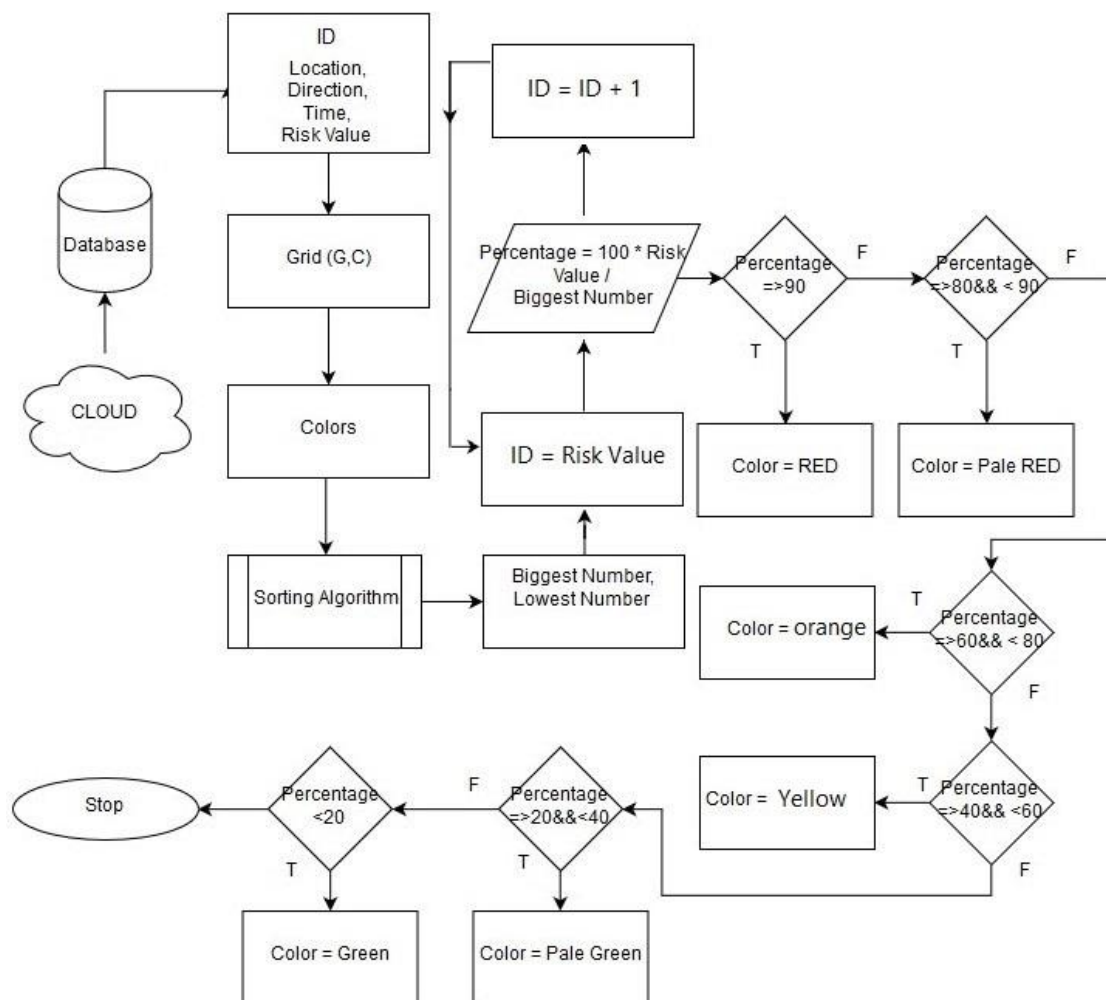 ID
Location,
Direction,
Time,
Risk Value
Database
CLOUD
Grid (G,C)
Colors
Sorting Algorithm
Biggest Number,
Lowest Number
ID = Risk Value
Percentage = 100 * Risk
Value /
Biggest Number
ID = ID + 1
Percentage
=>90
F
T
Color = RED
Percentage
=>80&& < 90
F
T
Color = Pale RED
Percentage
=>60&& < 80
T
F
Color = orange
Percentage
=>40&& <60
T
F
Color = Yellow
Percentage
=>20&&<40
F
T
Color = Pale Green
Percentage
<20
T
Color = Green
Stop